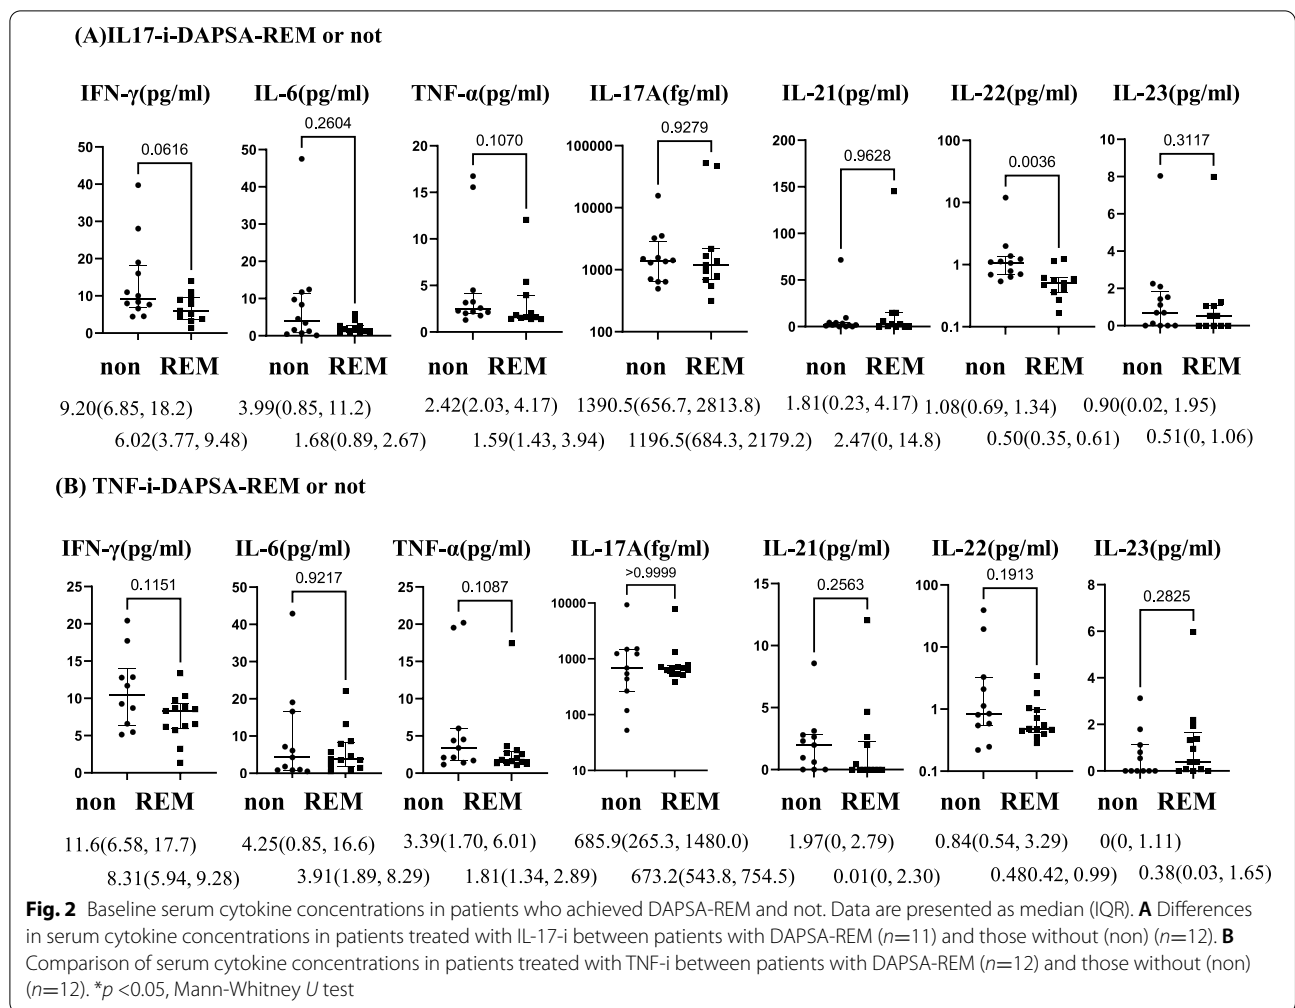 (A)IL17-i-DAPSA-REM or not
IFN-γ(pg/ml) IL-6(pg/ml) TNF-α(pg/ml) IL-17A(fg/ml) IL-21(pg/ml) IL-22(pg/ml) IL-23(pg/ml)
0.0616 0.2604 0.1070 0.9279 0.9628 0.0036 0.3117
50 40 30 20 10 0
50 40 30 20 10 0
20 15 10 5 0
100000 10000 1000 100
200 150 100 50 0
100 10 1 0.1
10 8 6 4 2 0
non REM non REM non REM non REM non REM non REM non REM
9.20(6.85, 18.2) 3.99(0.85, 11.2) 2.42(2.03, 4.17) 1390.5(656.7, 2813.8) 1.81(0.23, 4.17) 1.08(0.69, 1.34) 0.90(0.02, 1.95)
6.02(3.77, 9.48) 1.68(0.89, 2.67) 1.59(1.43, 3.94) 1196.5(684.3, 2179.2) 2.47(0, 14.8) 0.50(0.35, 0.61) 0.51(0, 1.06)
(B) TNF-i-DAPSA-REM or not
IFN-γ(pg/ml) IL-6(pg/ml) TNF-α(pg/ml) IL-17A(fg/ml) IL-21(pg/ml) IL-22(pg/ml) IL-23(pg/ml)
0.1151 0.9217 0.1087 >0.9999 0.2563 0.1913 0.2825
25 20 15 10 5 0
50 40 30 20 10 0
25 20 15 10 5 0
10000 1000 100 10
15 10 5 0
100 10 1 0.1
8 6 4 2 0
non REM non REM non REM non REM non REM non REM non REM
11.6(6.58, 17.7) 4.25(0.85, 16.6) 3.39(1.70, 6.01) 685.9(265.3, 1480.0) 1.97(0, 2.79) 0.84(0.54, 3.29) 0(0, 1.11)
8.31(5.94, 9.28) 3.91(1.89, 8.29) 1.81(1.34, 2.89) 673.2(543.8, 754.5) 0.01(0, 2.30) 0.480.42, 0.99) 0.38(0.03, 1.65)
Fig. 2 Baseline serum cytokine concentrations in patients who achieved DAPSA-REM and not. Data are presented as median (IQR). A Differences
in serum cytokine concentrations in patients treated with IL-17-i between patients with DAPSA-REM (n=11) and those without (non) (n=12). B
Comparison of serum cytokine concentrations in patients treated with TNF-i between patients with DAPSA-REM (n=12) and those without (non)
(n=12). *p <0.05, Mann-Whitney U test